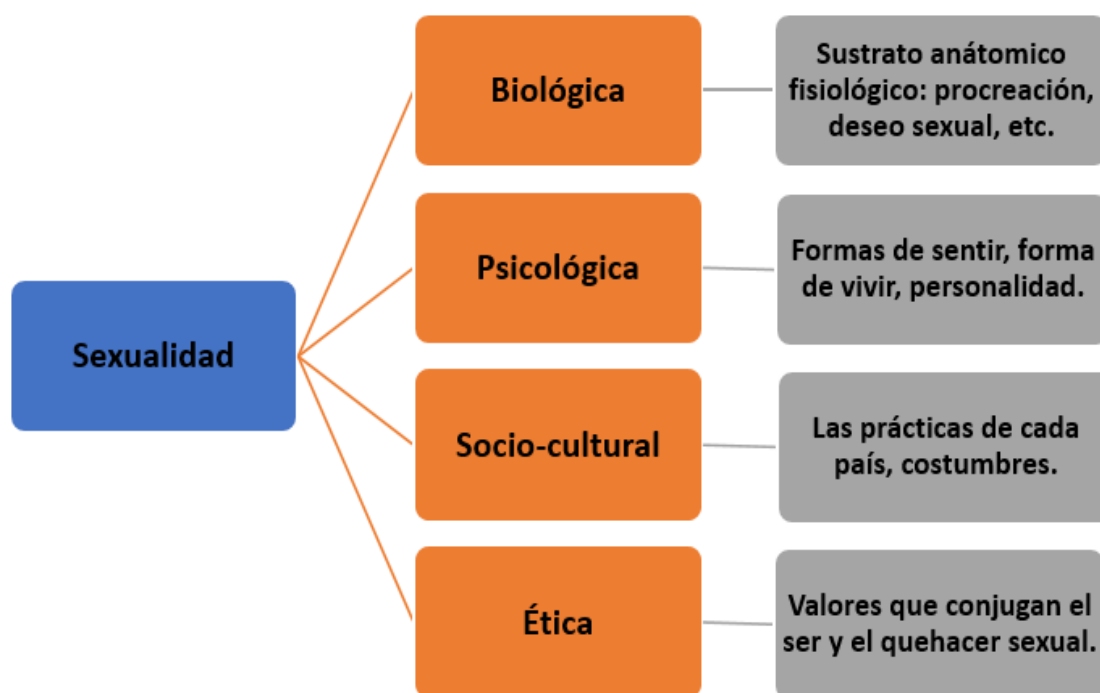 Biológica
Sustrato anátomico
fisiológico: procreación,
deseo sexual, etc.
Psicológica
Formas de sentir, forma
de vivir, personalidad.
Sexualidad
Socio-cultural
Las prácticas de cada
país, costumbres.
Ética
Valores que conjugan el
ser y el quehacer sexual.